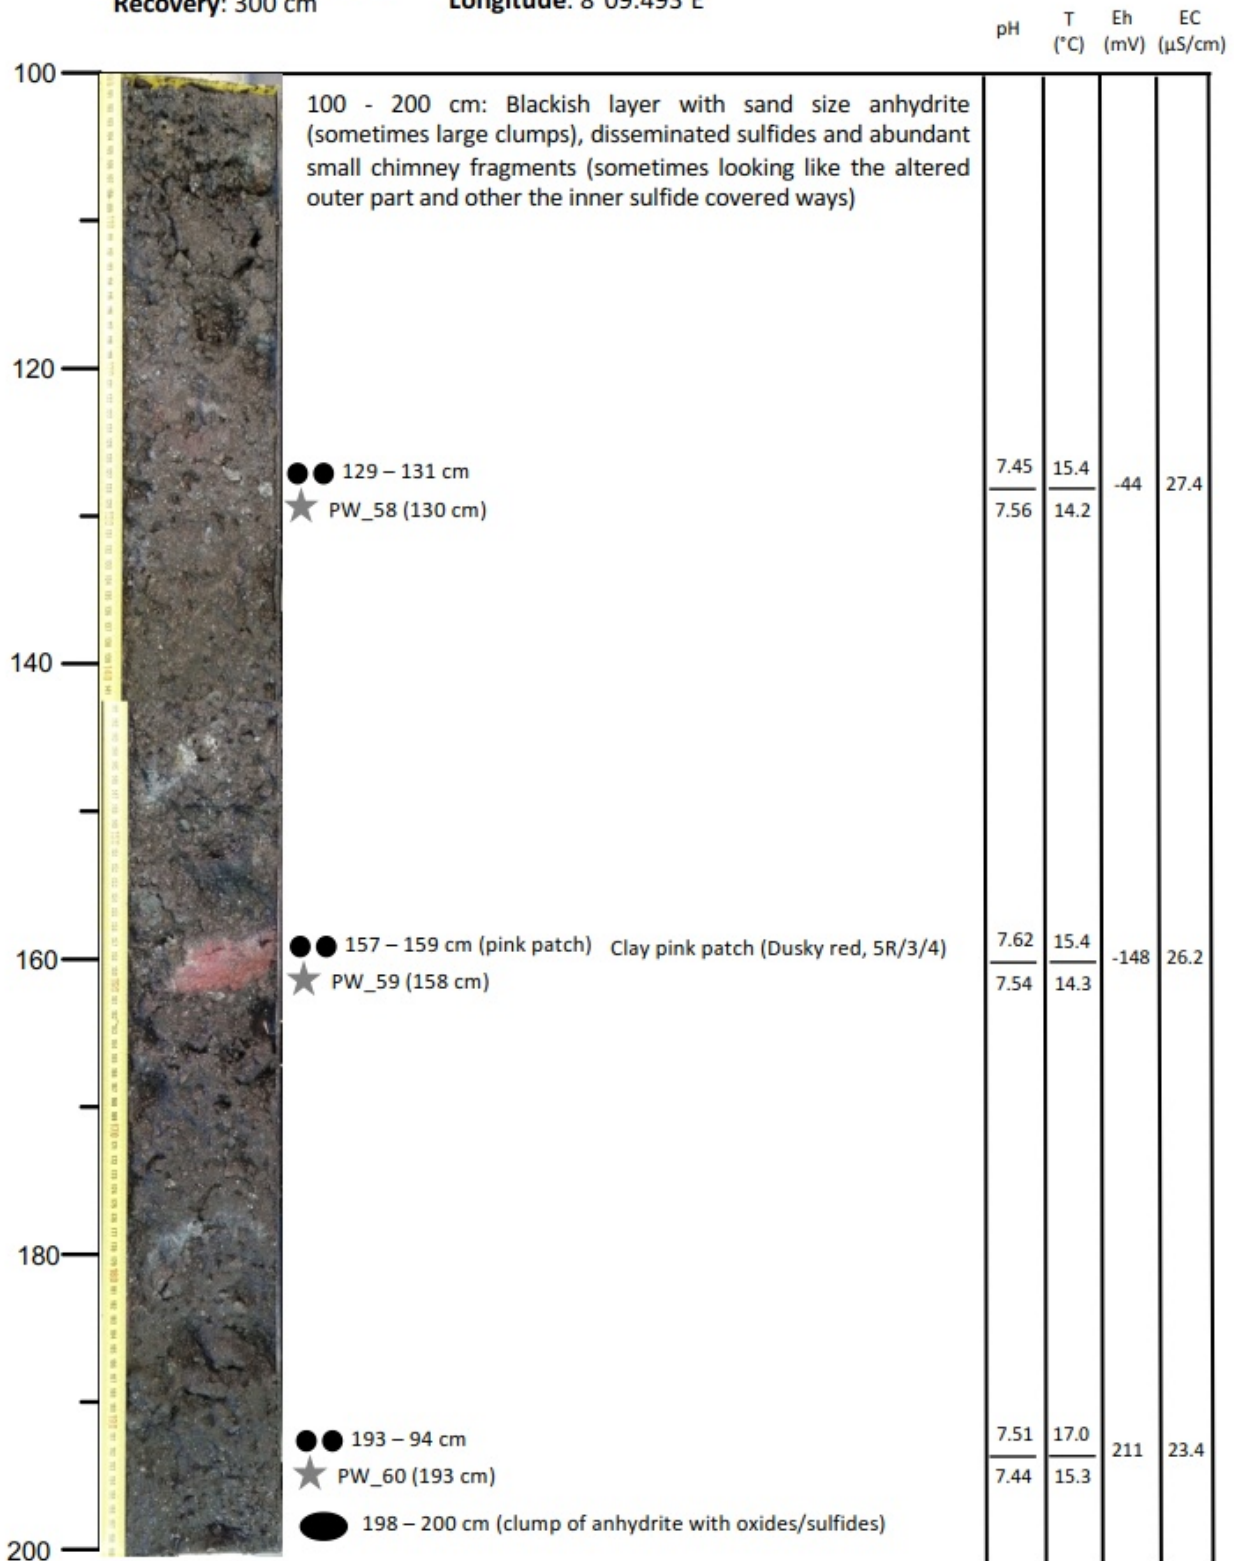 Recovery: 300 cm Longitude: 8°09.493'E
pH T (°C) Eh (mV) EC (µS/cm)
100
100 - 200 cm: Blackish layer with sand size anhydrite
(sometimes large clumps), disseminated sulfides and abundant
small chimney fragments (sometimes looking like the altered
outer part and other the inner sulfide covered ways)
120
129 – 131 cm
PW_58 (130 cm)
7.45 15.4 -44 27.4
7.56 14.2
140
157 – 159 cm (pink patch) Clay pink patch (Dusky red, 5R/3/4)
160
PW_59 (158 cm)
7.62 15.4 -148 26.2
7.54 14.3
180
193 – 94 cm
PW_60 (193 cm)
7.51 17.0 211 23.4
7.44 15.3
198 – 200 cm (clump of anhydrite with oxides/sulfides)
200